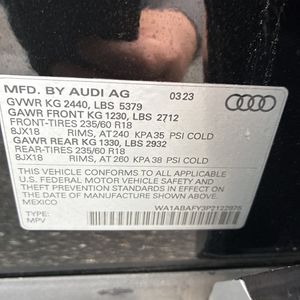 MFD. BY AUDI AG 03 23
GVWR KG 2440, LBS 5379
GAWR FRONT KG 1230, LBS 2712
FRONT-TIRES 235/60 R18
8JX18 RIMS, AT 240 KPA 35 PSI COLD
GAWR REAR KG 1330, LBS 2932
REAR-TIRES 235/60 R18
8JX18 RIMS, AT 260 KPA 38 PSI COLD
THIS VEHICLE CONFORMS TO ALL APPLICABLE
U.S. FEDERAL MOTOR VEHICLE SAFETY AND
THEFT PREVENTION STANDARDS IN EFFECT ON
THE DATE OF MANUFACTURE SHOWN ABOVE
MEXICO
TYPE:
MPV